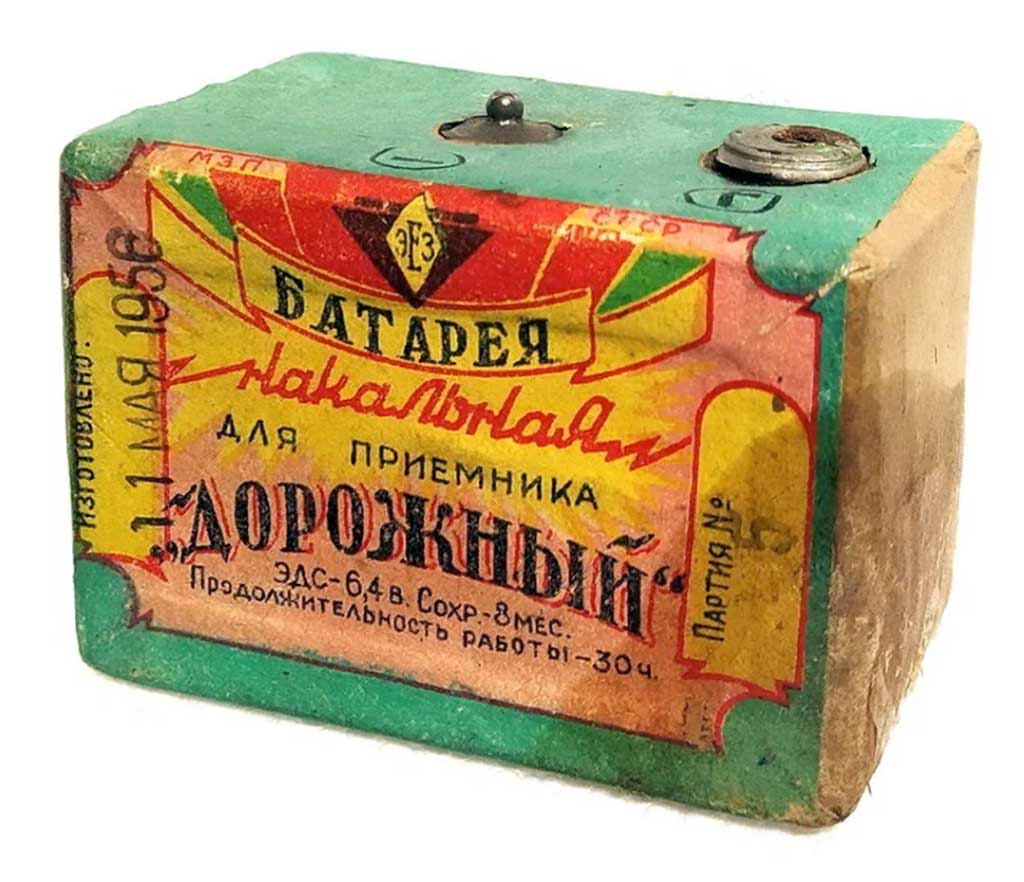 МЭП
СССР
ЭЕЗ
БАТАРЕЯ
накальная
ДЛЯ ПРИЕМНИКА
„ДОРОЖНЫЙ“
ЭДС-6,4 в. Сохр.-8 мес.
Продолжительность работы-30 ч.
ИЗГОТОВЛЕНО:
11 МАЯ 1956
Партия №
5